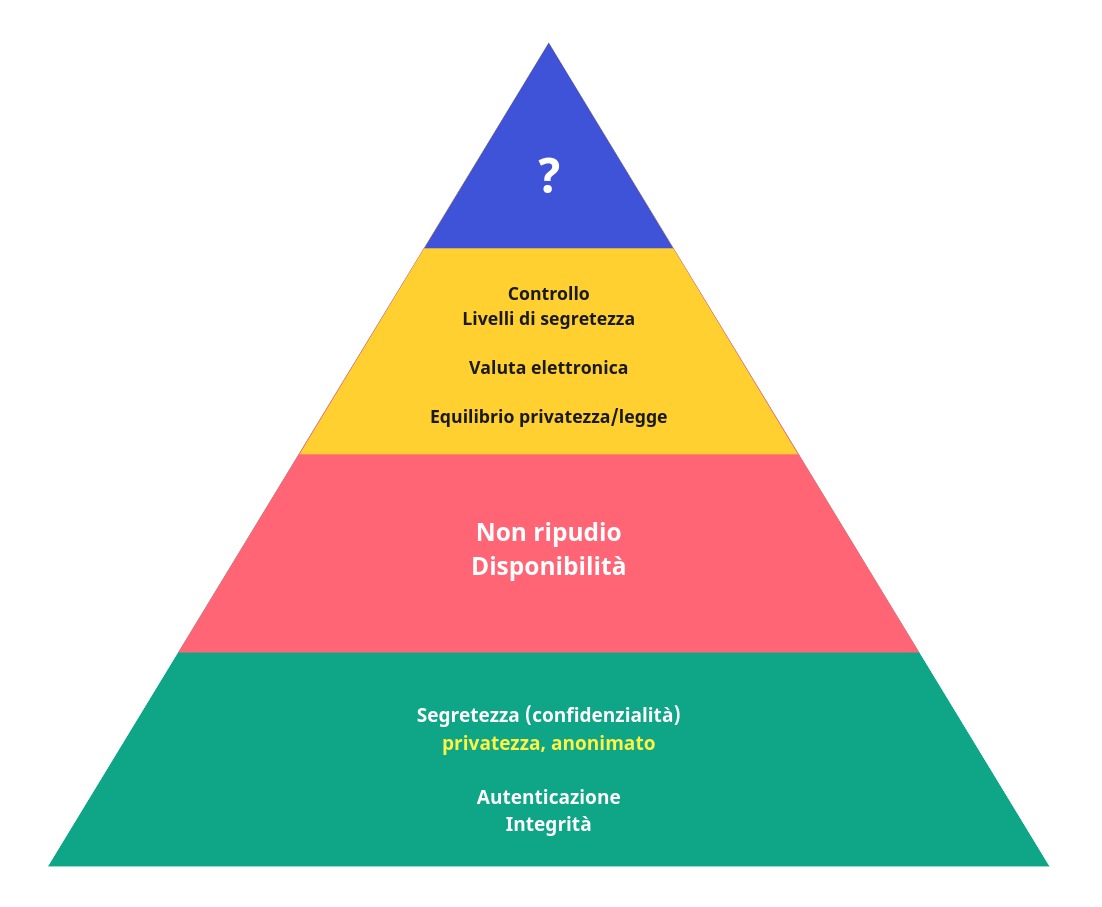 ?
Controllo
Livelli di segretezza
Valuta elettronica
Equilibrio privatezza/legge
Non ripudio
Disponibilità
Segretezza (confidenzialità)
privatezza, anonimato
Autenticazione
Integrità